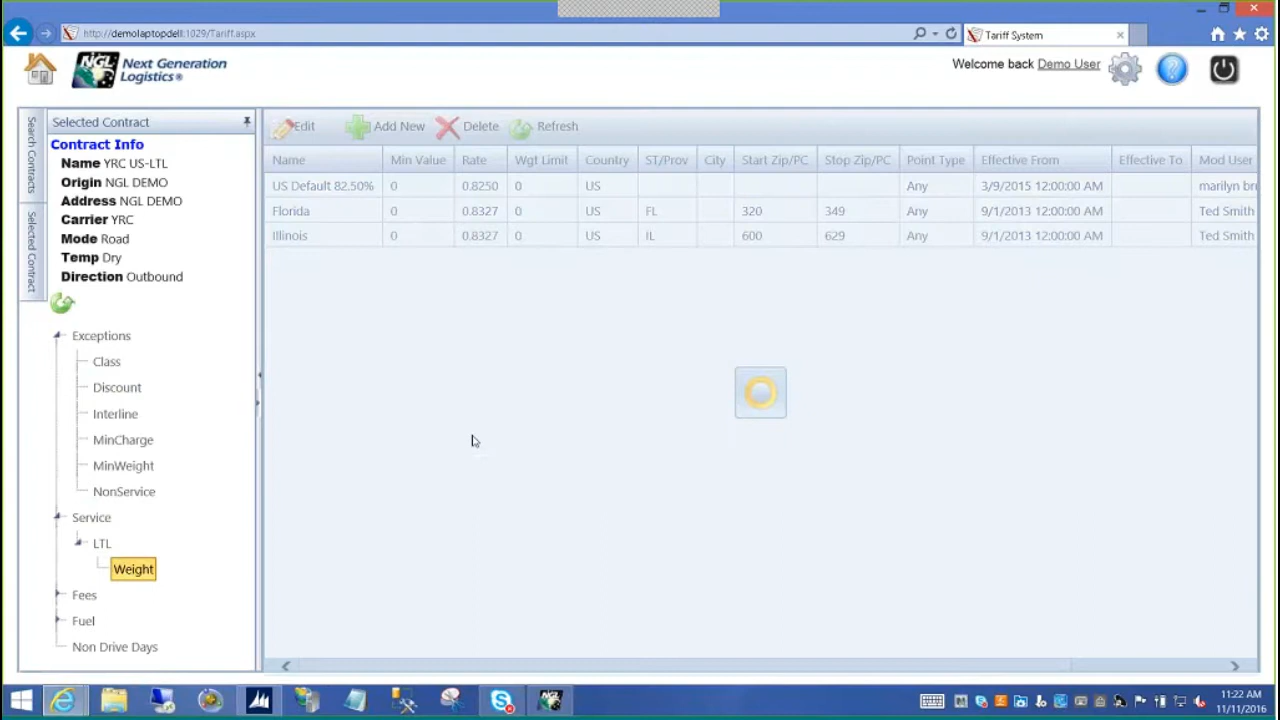 http://demolaptopdell:1029/Tariff.aspx
Tariff System
NGL Next Generation Logistics®
Welcome back Demo User
Search Contracts
Selected Contract
Selected Contract
Contract Info
Name YRC US-LTL
Origin NGL DEMO
Address NGL DEMO
Carrier YRC
Mode Road
Temp Dry
Direction Outbound
Exceptions
Class
Discount
Interline
MinCharge
MinWeight
NonService
Service
LTL
Weight
Fees
Fuel
Non Drive Days
Edit Add New Delete Refresh
Name Min Value Rate Wgt Limit Country ST/Prov City Start Zip/PC Stop Zip/PC Point Type Effective From Effective To Mod User
US Default 82.50% 0 0.8250 0 US Any 3/9/2015 12:00:00 AM marilyn br
Florida 0 0.8327 0 US FL 320 349 Any 9/1/2013 12:00:00 AM Ted Smith
Illinois 0 0.8327 0 US IL 600 629 Any 9/1/2013 12:00:00 AM Ted Smith
11:22 AM
11/11/2016